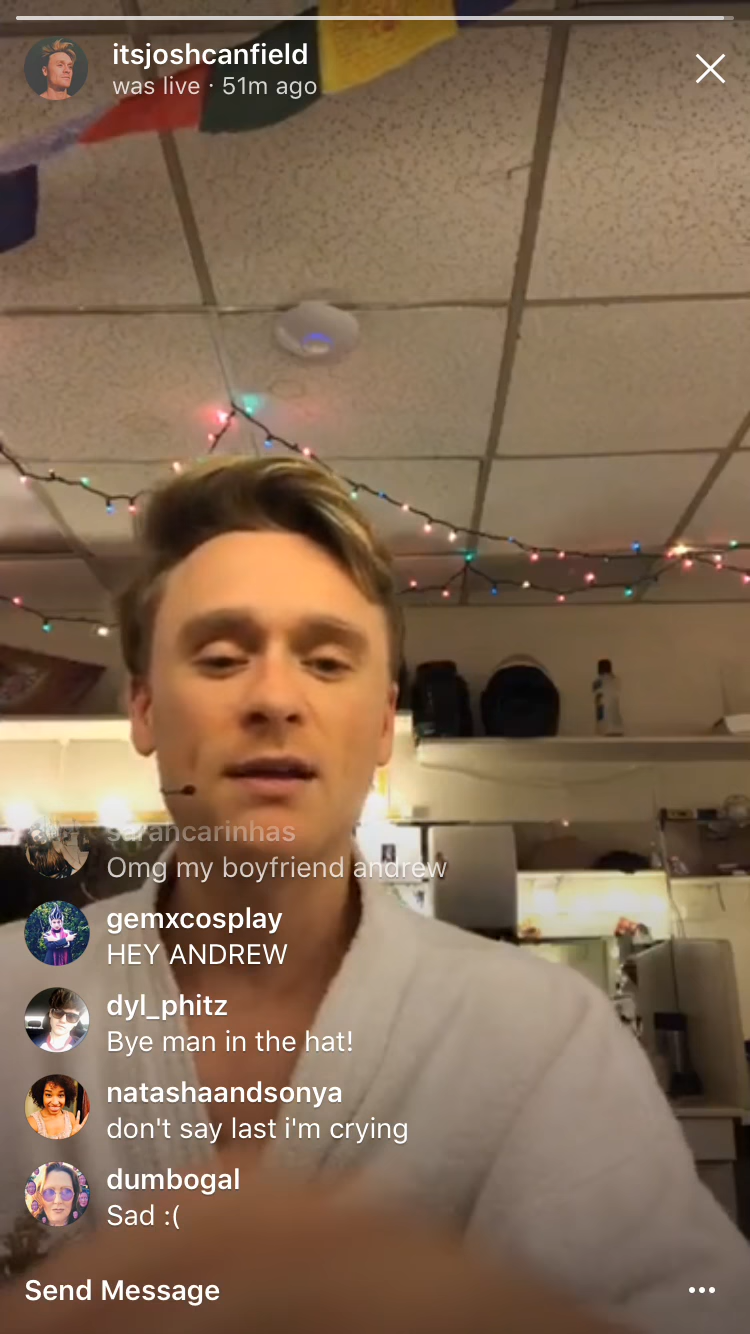 itsjoshcanfield
was live · 51m ago
sarahcarinhas
Omg my boyfriend andrew
gemxcosplay
HEY ANDREW
dyl_phitz
Bye man in the hat!
natashaandsonya
don't say last i'm crying
dumbogal
Sad :(
Send Message